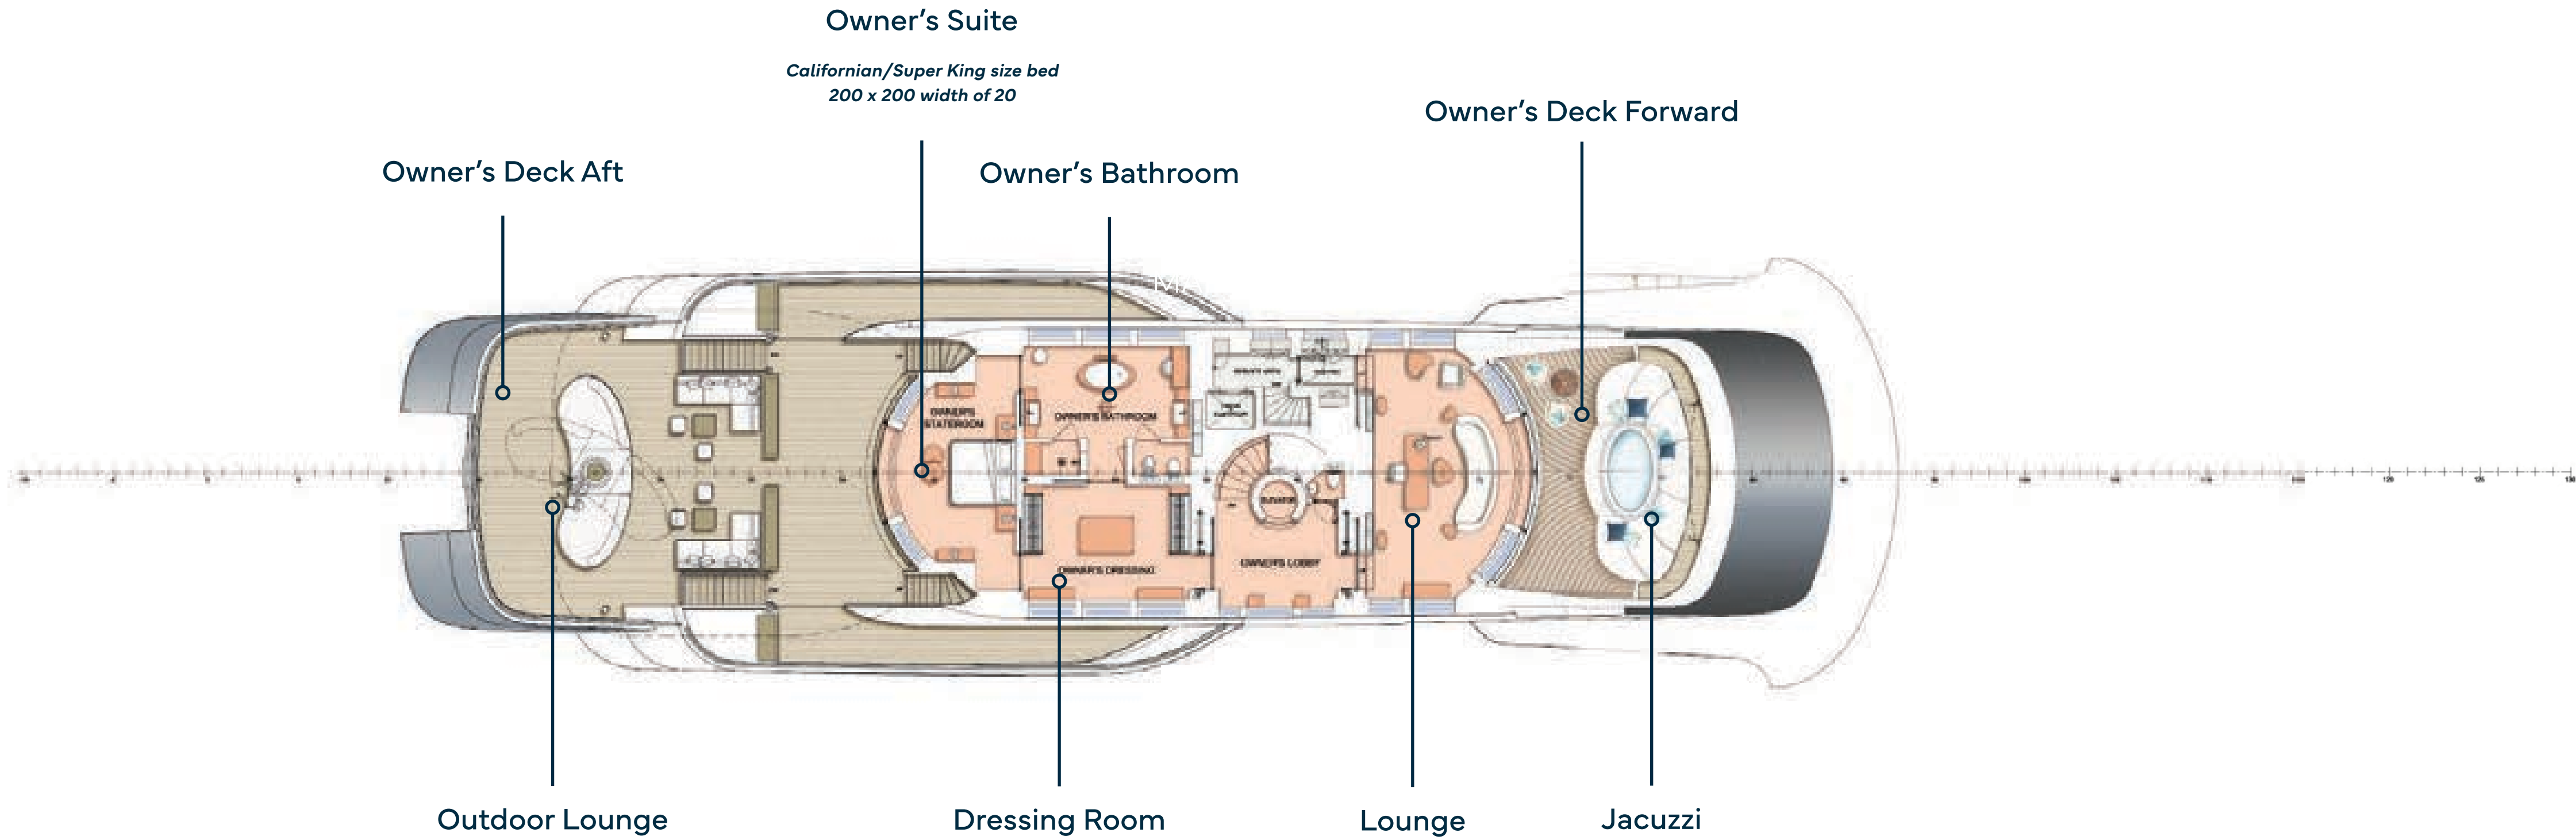 Owner’s Suite
Californian/Super King size bed
200 x 200 width of 20
Owner’s Deck Forward
Owner’s Deck Aft
Owner’s Bathroom
OWNER'S
STATEROOM
OWNER'S BATHROOM
ELEVATOR
OWNER'S DRESSING
OWNER'S LOBBY
Outdoor Lounge
Dressing Room
Lounge
Jacuzzi